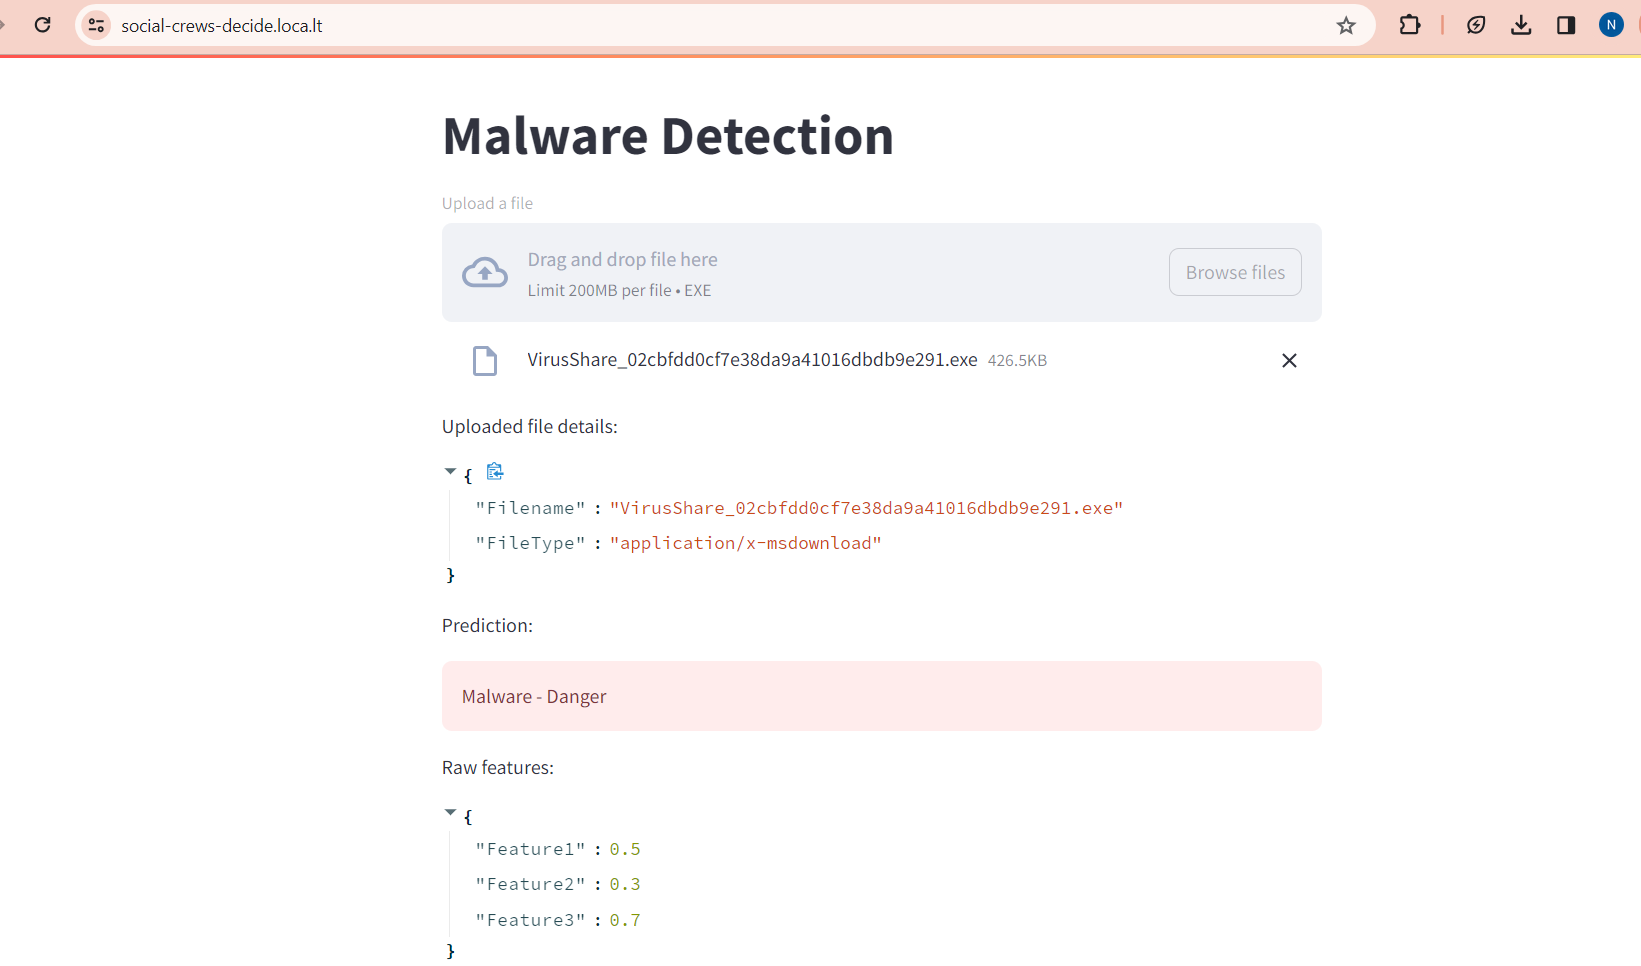 social-crews-decide.loca.lt
N
Malware Detection
Upload a file
Drag and drop file here
Limit 200MB per file • EXE
Browse files
VirusShare_02cbfdd0cf7e38da9a41016dbdb9e291.exe 426.5KB
Uploaded file details:
{
"Filename" : "VirusShare_02cbfdd0cf7e38da9a41016dbdb9e291.exe"
"FileType" : "application/x-msdownload"
}
Prediction:
Malware - Danger
Raw features:
{
"Feature1" : 0.5
"Feature2" : 0.3
"Feature3" : 0.7
}